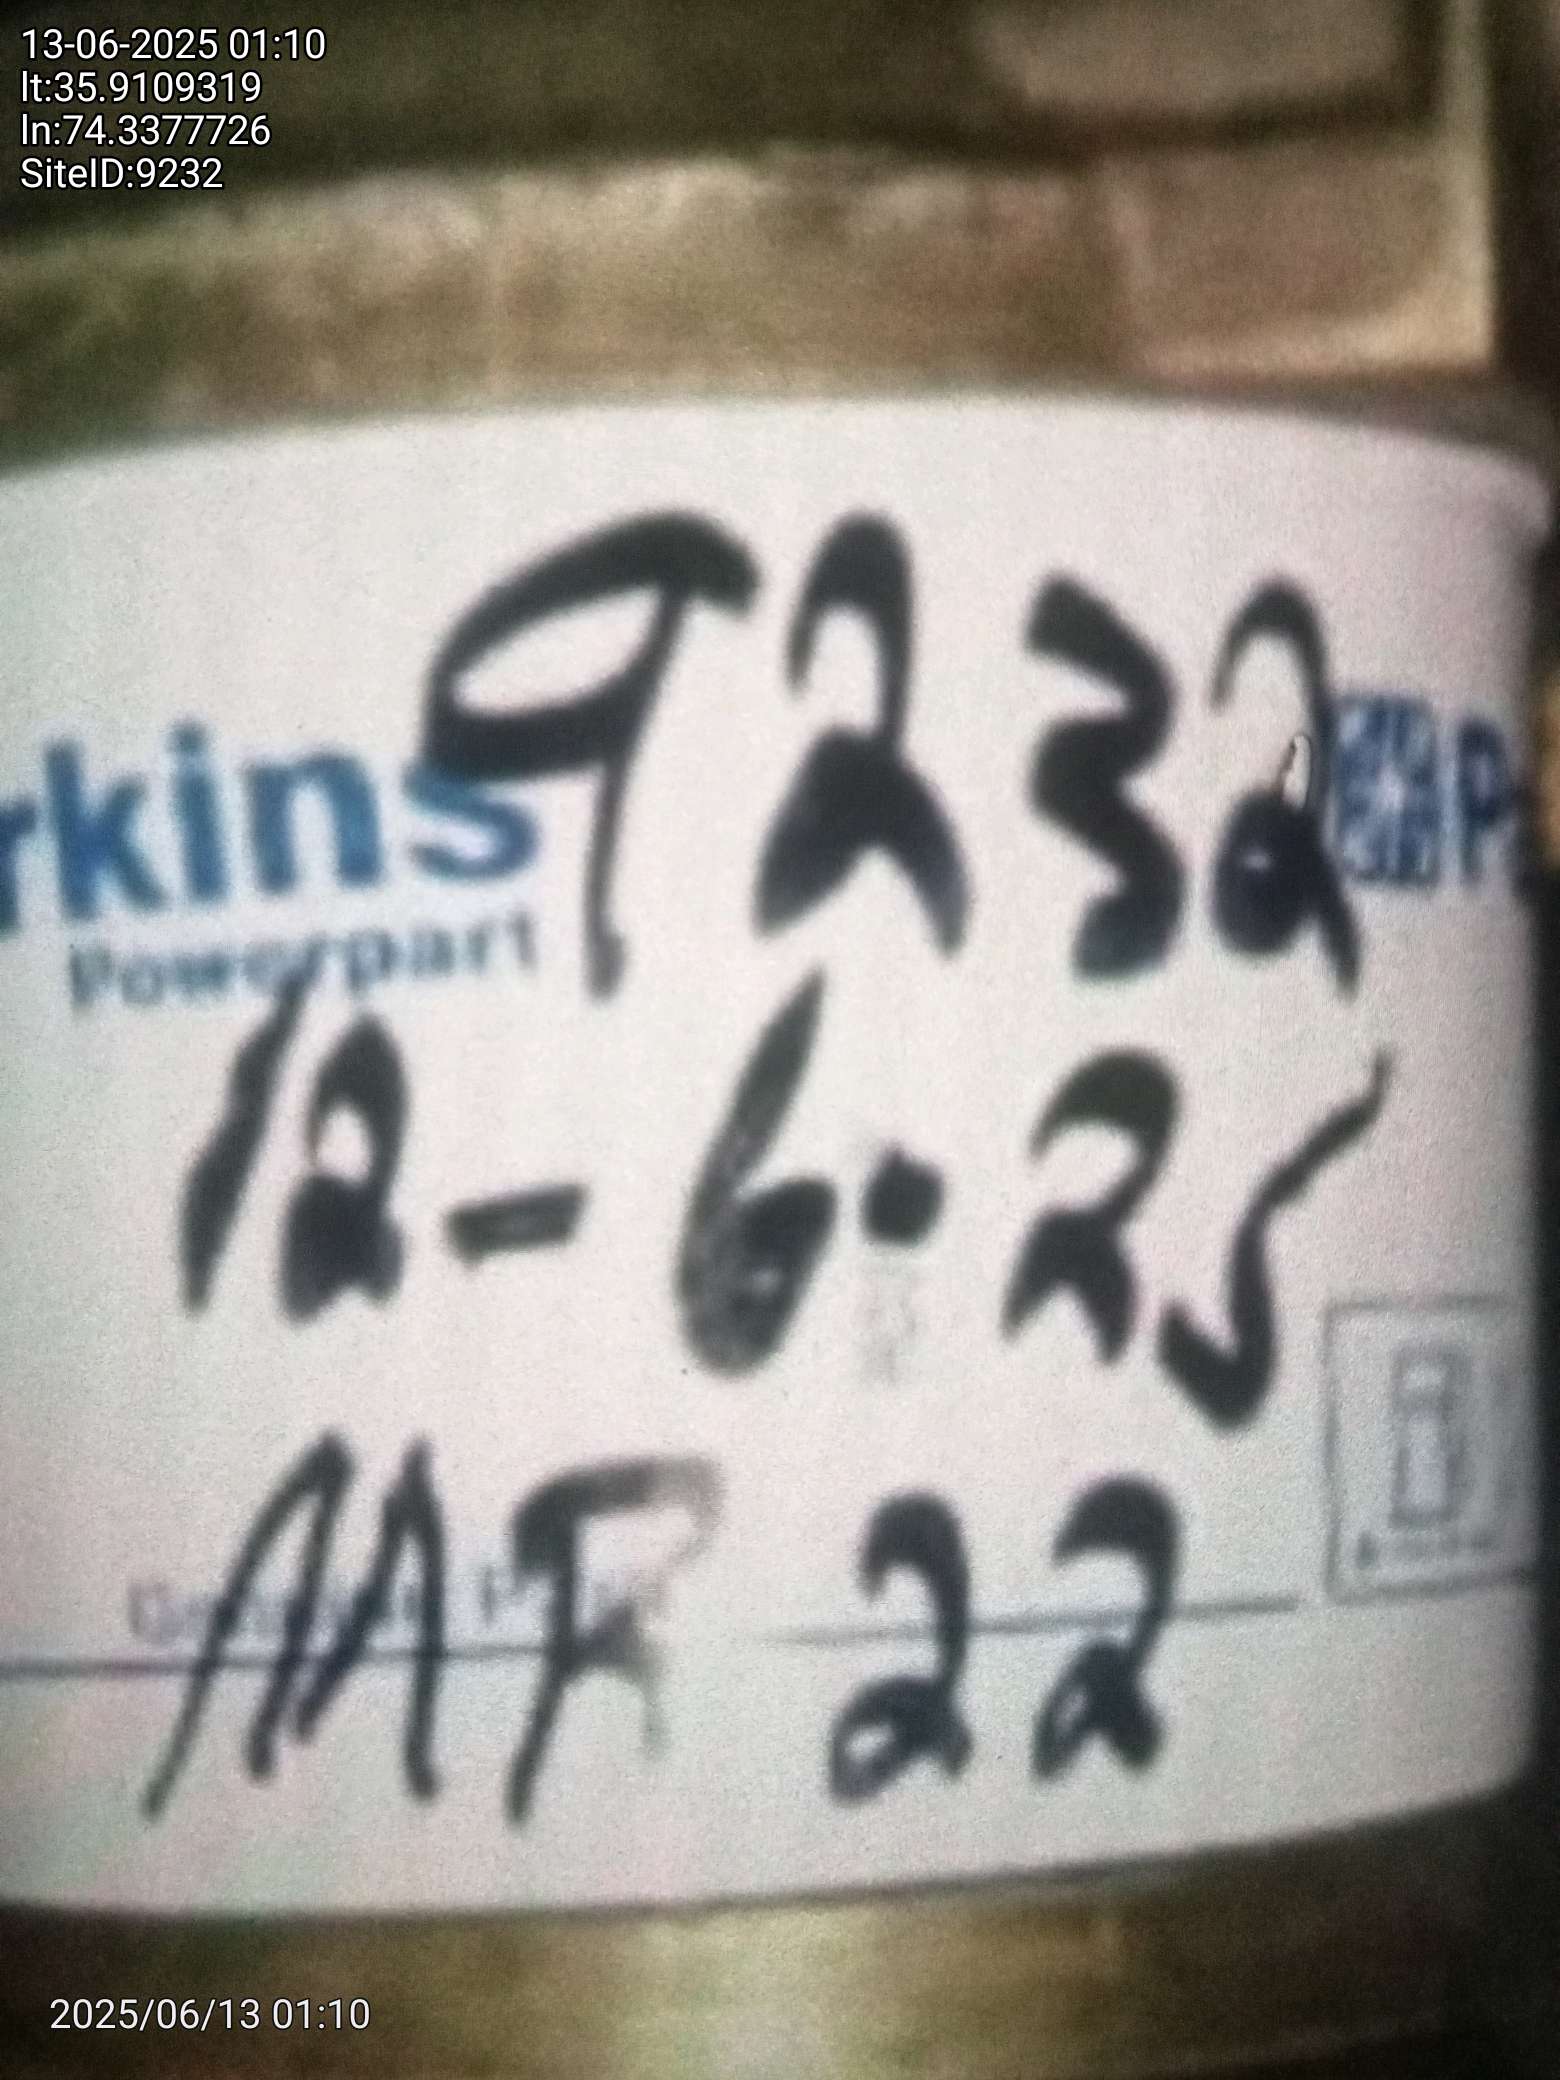 13-06-2025 01:10
lt:35.9109319
ln:74.3377726
SiteID:9232
9232
rkins
P
Powerpart
12-6.25
MF 22
2025/06/13 01:10